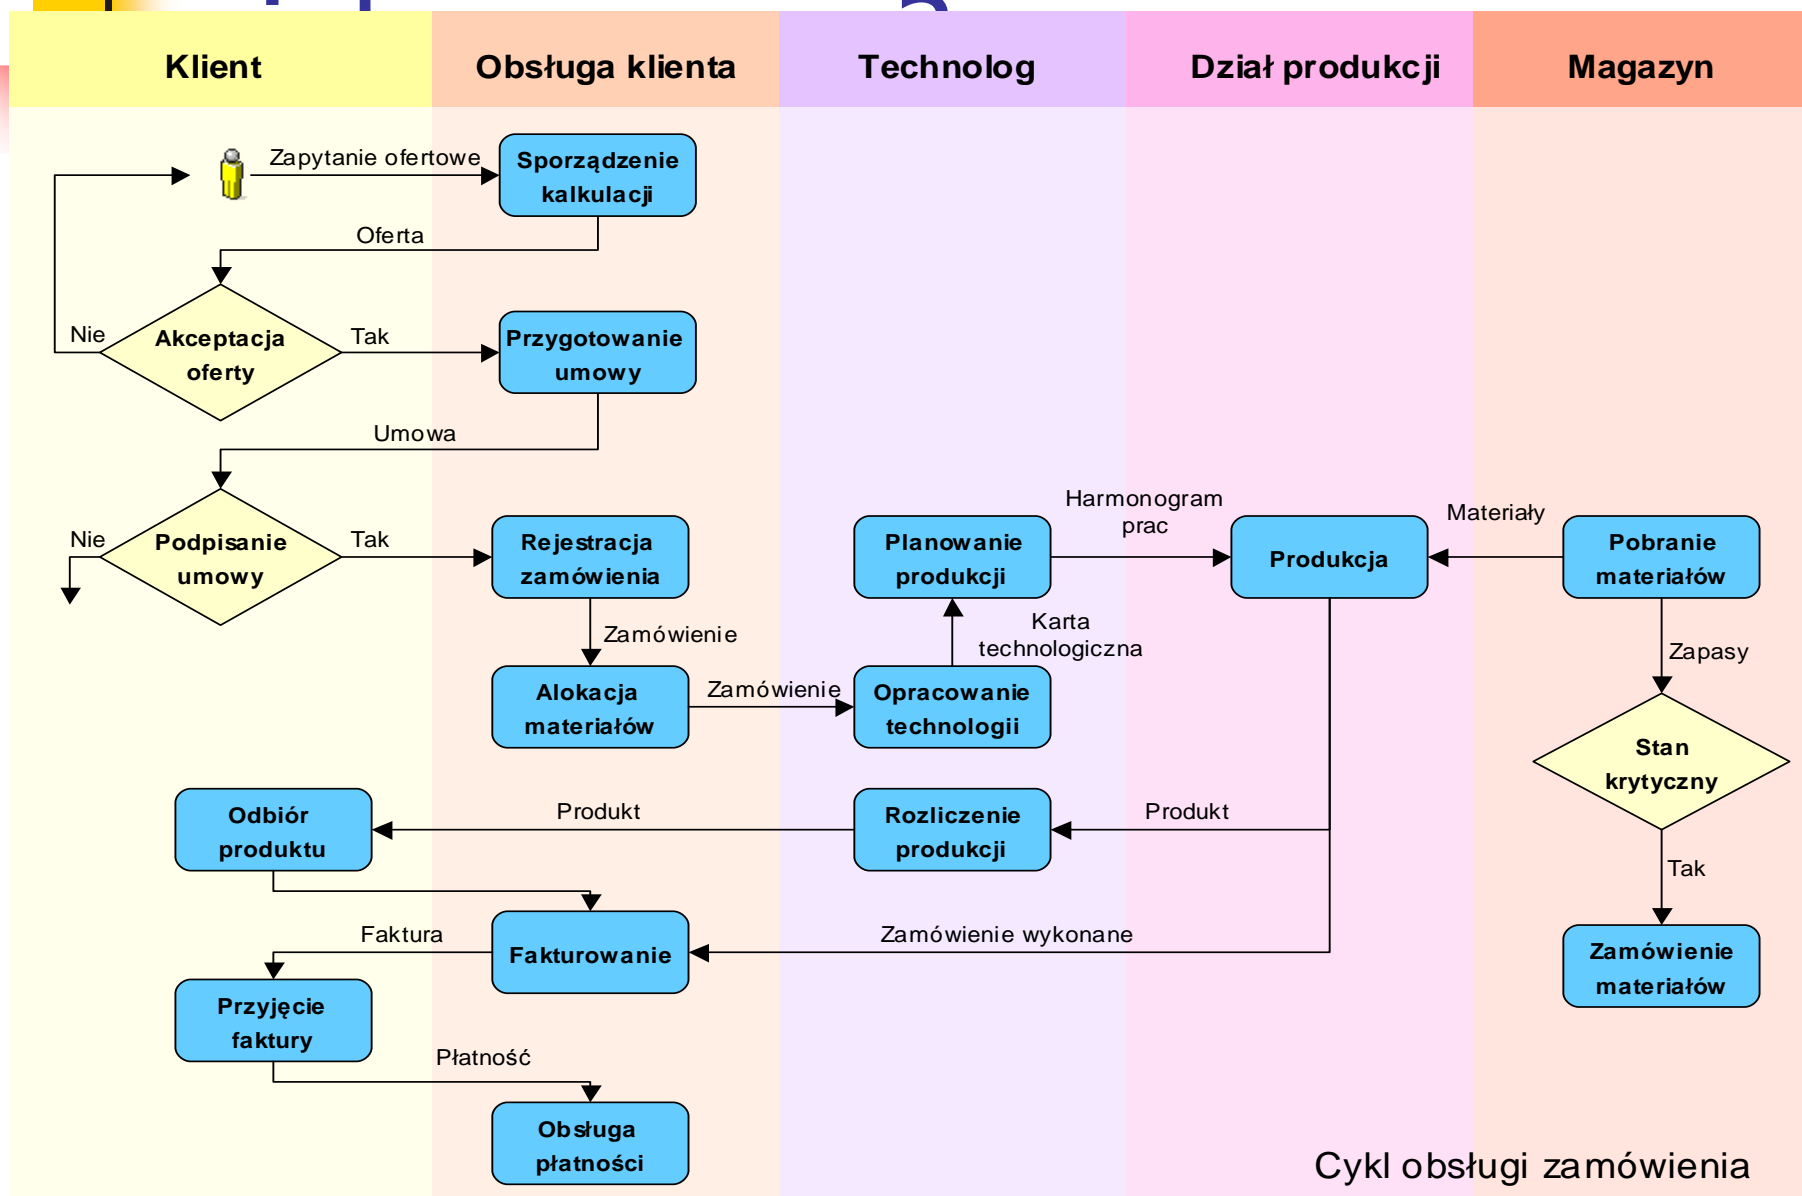 Klient
Obsługa klienta
Technolog
Dział produkcji
Magazyn
Zapytanie ofertowe
Sporządzenie
kalkulacji
Oferta
Nie
Akceptacja
oferty
Tak
Przygotowanie
umowy
Umowa
Nie
Podpisanie
umowy
Tak
Rejestracja
zamówienia
Planowanie
produkcji
Harmonogram
prac
Produkcja
Materiały
Pobranie
materiałów
Zamówienie
Karta
technologiczna
Zapasy
Alokacja
materiałów
Zamówienie
Opracowanie
technologii
Stan
krytyczny
Odbiór
produktu
Produkt
Rozliczenie
produkcji
Produkt
Tak
Faktura
Fakturowanie
Zamówienie wykonane
Zamówienie
materiałów
Przyjęcie
faktury
Płatność
Obsługa
płatności
Cykl obsługi zamówienia